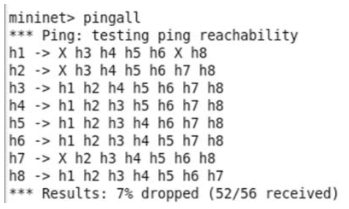 mininet> pingall
*** Ping: testing ping reachability
h1 -> X h3 h4 h5 h6 X h8
h2 -> X h3 h4 h5 h6 h7 h8
h3 -> h1 h2 h4 h5 h6 h7 h8
h4 -> h1 h2 h3 h5 h6 h7 h8
h5 -> h1 h2 h3 h4 h6 h7 h8
h6 -> h1 h2 h3 h4 h5 h7 h8
h7 -> X h2 h3 h4 h5 h6 h8
h8 -> h1 h2 h3 h4 h5 h6 h7
*** Results: 7% dropped (52/56 received)